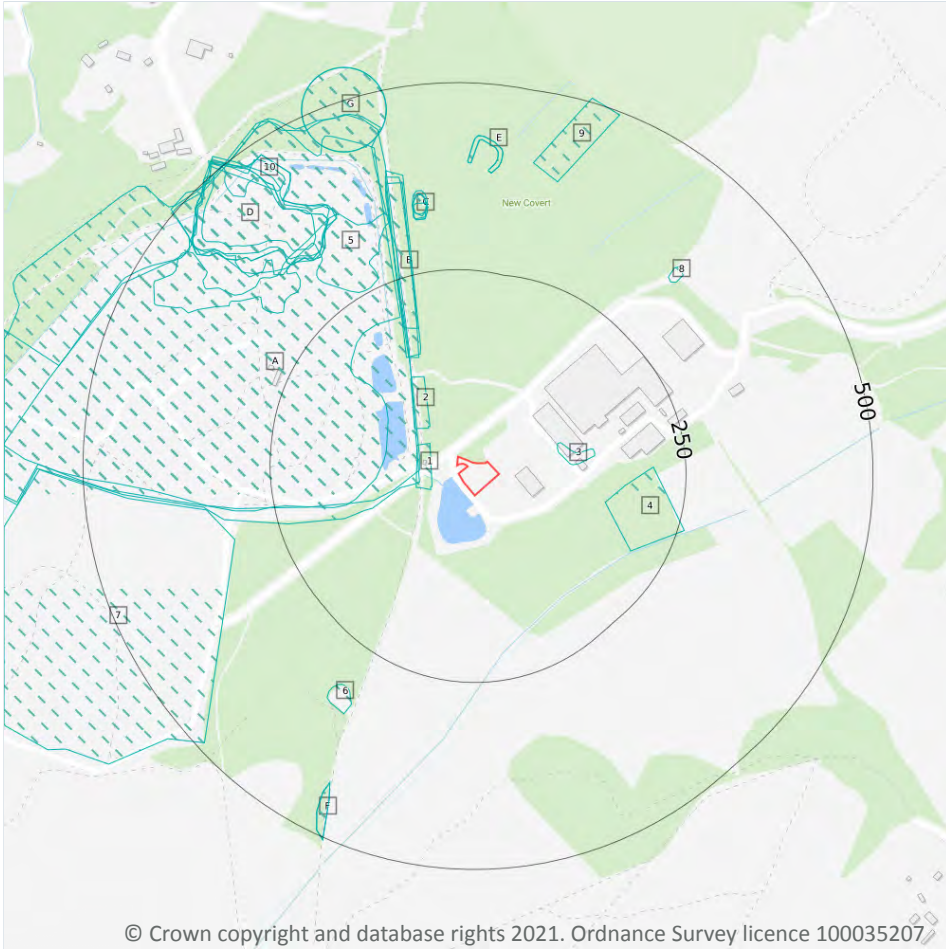 G
E
9
10
C
D
New Covert
5
B
8
A
2
500
250
3
1
4
7
6
F
© Crown copyright and database rights 2021. Ordnance Survey licence 100035207